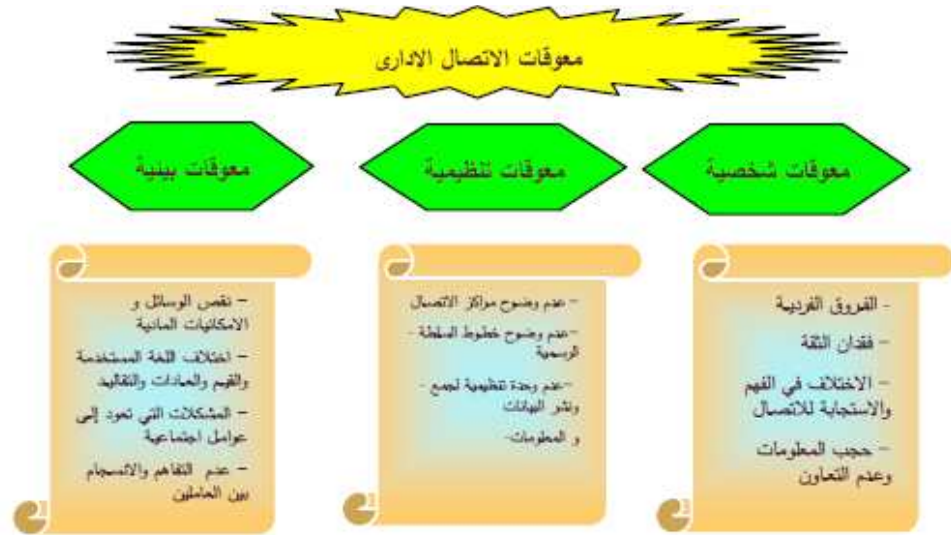 معوقات الاتصال الادارى
معوقات شخصية
معوقات تنظيمية
معوقات بيئية
- الفروق الفردية
- فقدان الثقة
- الاختلاف في الفهم
والاستجابة للاتصال
- حجب المعلومات
وعدم التعاون
-عدم وضوح مراكز الاتصال
-عدم وضوح خطوط السلطة -
الرسمية
-عدم وحدة تنظيمية لجمع -
ونشر البيانات
و المعلومات-
- نقص الوسائل و
الامكانيات المادية
- اختلاف اللغة المستخدمة
والقيم والعادات والتقاليد
- المشكلات التي تعود إلى
عوامل اجتماعية
- عدم التفاهم والانسجام
بين العاملين